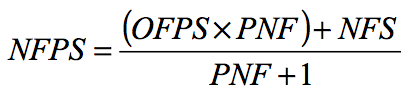 NFPS = (OFPS × PNF) + NFS / PNF + 1